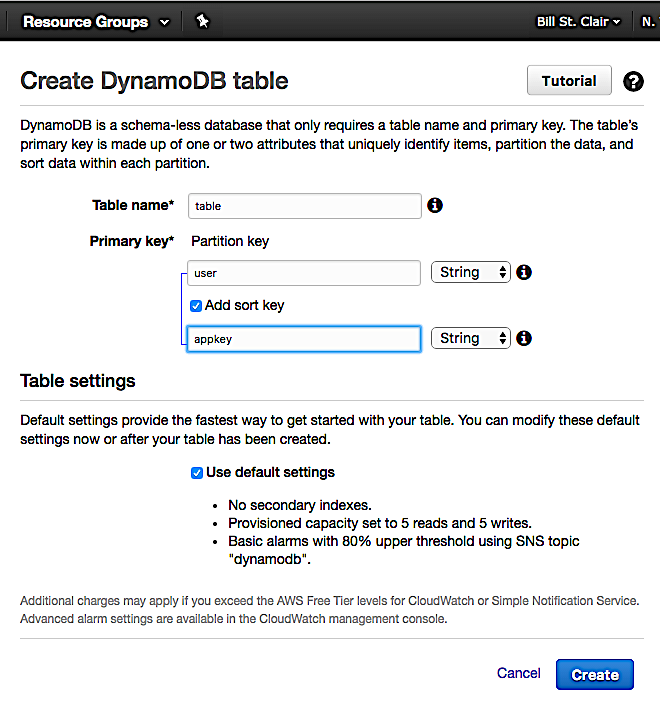 Resource Groups
Bill St. Clair
N.
Create DynamoDB table
Tutorial
?
DynamoDB is a schema-less database that only requires a table name and primary key. The table's
primary key is made up of one or two attributes that uniquely identify items, partition the data, and
sort data within each partition.
Table name*
table
i
Primary key*
Partition key
user
String
i
Add sort key
appkey
String
i
Table settings
Default settings provide the fastest way to get started with your table. You can modify these default
settings now or after your table has been created.
Use default settings
• No secondary indexes.
• Provisioned capacity set to 5 reads and 5 writes.
• Basic alarms with 80% upper threshold using SNS topic
"dynamodb".
Additional charges may apply if you exceed the AWS Free Tier levels for CloudWatch or Simple Notification Service.
Advanced alarm settings are available in the CloudWatch management console.
Cancel
Create